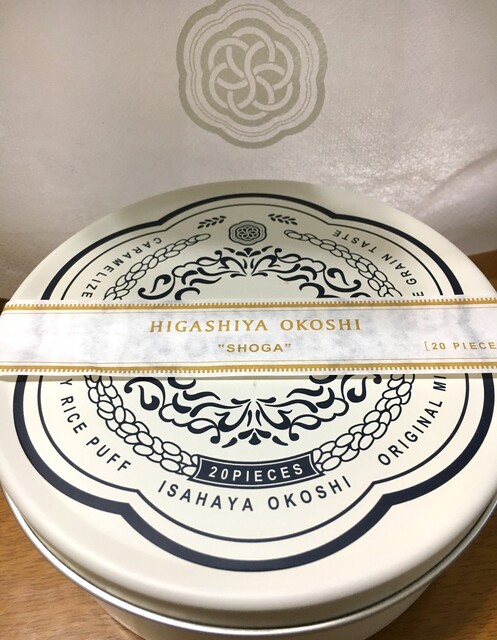 CARAMELIZE
E GRAIN TASTE
HIGASHIYA OKOSHI
"SHOGA"
[20 PIECE
Y RICE PUFF
20PIECES
ISAHAYA OKOSHI
ORIGINAL MI